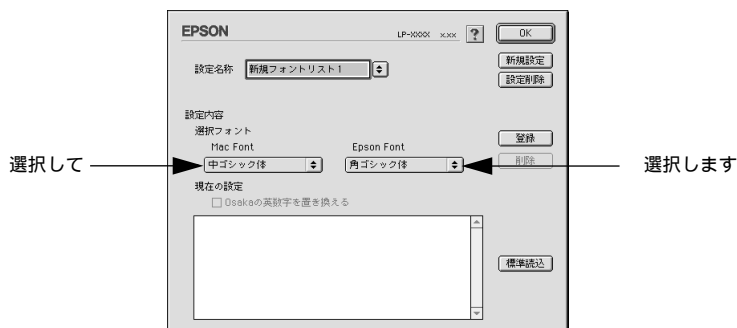 EPSON LP-XXXX x.xx ? OK
設定名称 新規フォントリスト1 新規設定
設定削除
設定内容
選択フォント
Mac Font Epson Font 登録
選択して 中ゴシック体 角ゴシック体 削除 選択します
現在の設定
Osakaの英数字を置き換える
標準読込